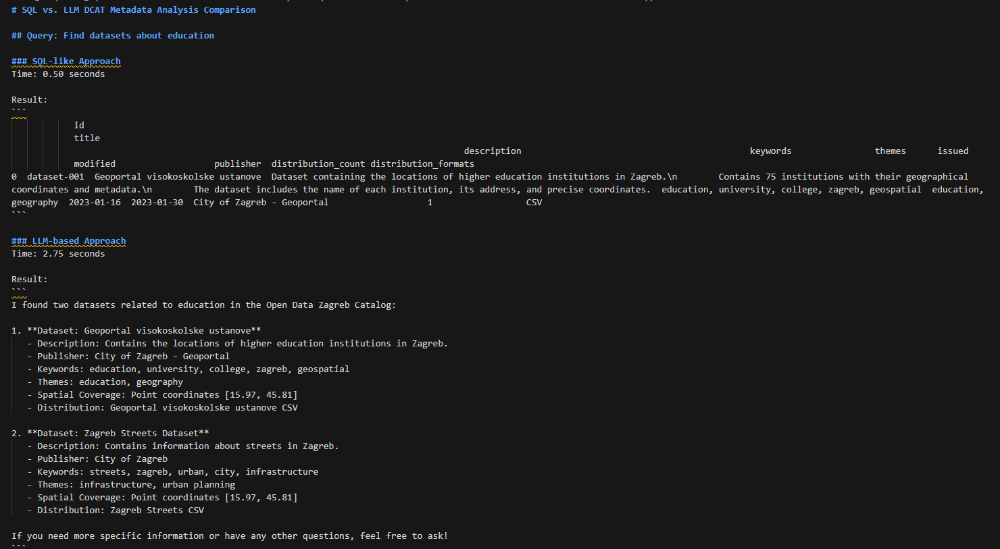 # SQL vs. LLM DCAT Metadata Analysis Comparison
## Query: Find datasets about education
### SQL-like Approach
Time: 0.50 seconds
Result:
```
id
title
description keywords themes issued
modified publisher distribution_count distribution_formats
0 dataset-001 Geoportal visokoskolske ustanove Dataset containing the locations of higher education institutions in Zagreb.\n Contains 75 institutions with their geographical
coordinates and metadata.\n The dataset includes the name of each institution, its address, and precise coordinates. education, university, college, zagreb, geospatial education,
geography 2023-01-16 2023-01-30 City of Zagreb - Geoportal 1 CSV
```
### LLM-based Approach
Time: 2.75 seconds
Result:
```
I found two datasets related to education in the Open Data Zagreb Catalog:
1. **Dataset: Geoportal visokoskolske ustanove**
- Description: Contains the locations of higher education institutions in Zagreb.
- Publisher: City of Zagreb - Geoportal
- Keywords: education, university, college, zagreb, geospatial
- Themes: education, geography
- Spatial Coverage: Point coordinates [15.97, 45.81]
- Distribution: Geoportal visokoskolske ustanove CSV
2. **Dataset: Zagreb Streets Dataset**
- Description: Contains information about streets in Zagreb.
- Publisher: City of Zagreb
- Keywords: streets, zagreb, urban, city, infrastructure
- Themes: infrastructure, urban planning
- Spatial Coverage: Point coordinates [15.97, 45.81]
- Distribution: Zagreb Streets CSV
If you need more specific information or have any other questions, feel free to ask!
```